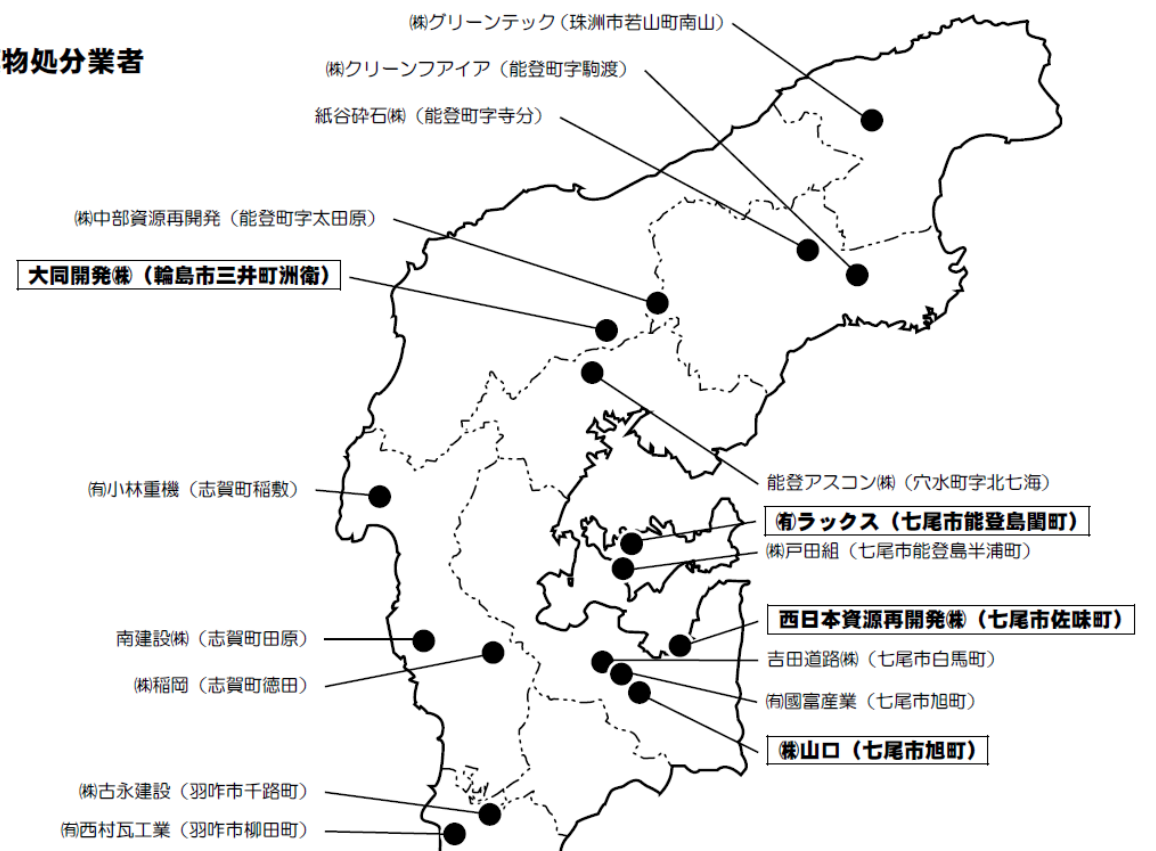 物処分業者
㈱グリーンテック（珠洲市若山町南山）
㈱クリーンフアイア（能登町字駒渡）
紙谷砕石㈱（能登町字寺分）
㈱中部資源再開発（能登町字太田原）
大同開発㈱（輪島市三井町洲衛）
㈲小林重機（志賀町稲敷）
能登アスコン㈱（穴水町字北七海）
㈲ラックス（七尾市能登島閨町）
㈱戸田組（七尾市能登島半浦町）
西日本資源再開発㈱（七尾市佐味町）
南建設㈱（志賀町田原）
吉田道路㈱（七尾市白馬町）
㈱稲岡（志賀町徳田）
㈲國富産業（七尾市旭町）
㈱山口（七尾市旭町）
㈱古永建設（羽咋市千路町）
㈲西村瓦工業（羽咋市柳田町）